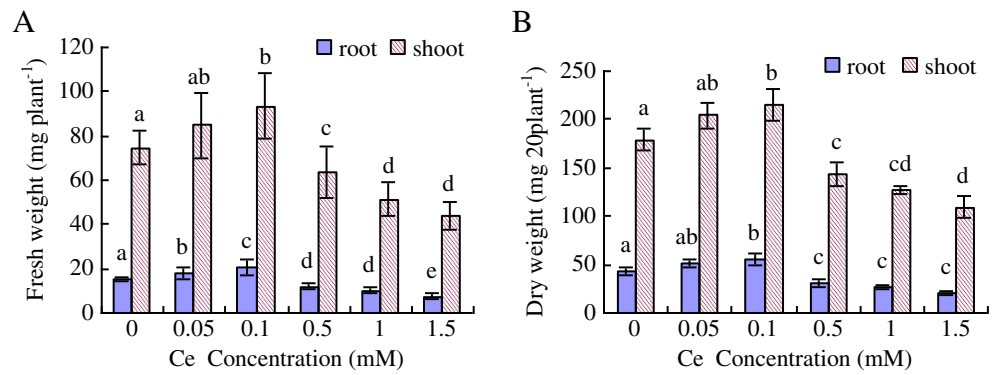 A
120
100
80
60
40
20
0
Fresh weight (mg plant⁻¹)
root shoot
a ab b c d d
a b c d d e
0 0.05 0.1 0.5 1 1.5
Ce Concentration (mM)
B
250
200
150
100
50
0
Dry weight (mg 20plant⁻¹)
root shoot
a ab b c cd d
a ab b c c c
0 0.05 0.1 0.5 1 1.5
Ce Concentration (mM)